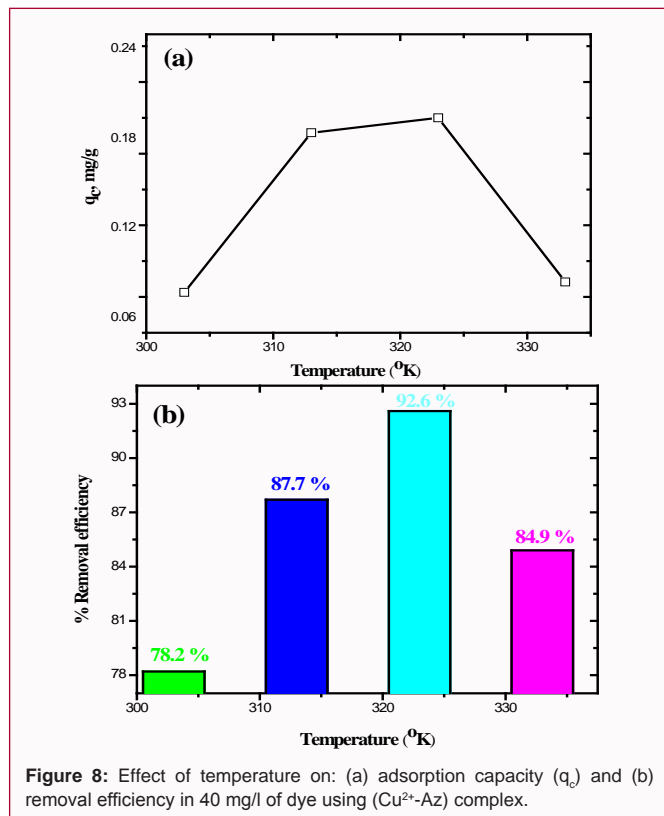 (a)
0.24
0.18
0.12
0.06
qc, mg/g
300 310 320 330
Temperature (°K)
(b)
93
90
87
84
81
78
% Removal efficiency
78.2 %
87.7 %
92.6 %
84.9 %
300 310 320 330
Temperature (°K)
Figure 8: Effect of temperature on: (a) adsorption capacity (qc) and (b)
removal efficiency in 40 mg/l of dye using (Cu²⁺-Az) complex.